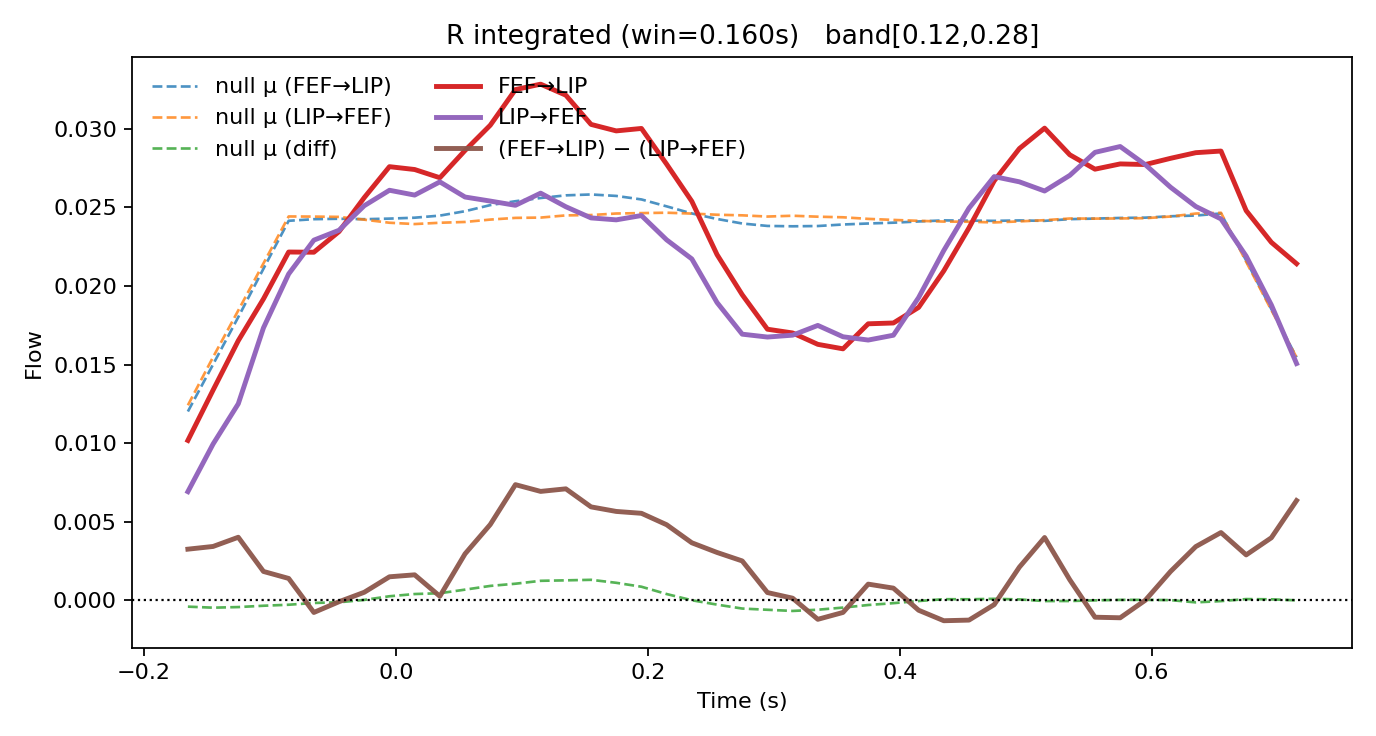 R integrated (win=0.160s)   band[0.12,0.28]
null μ (FEF→LIP)
null μ (LIP→FEF)
null μ (diff)
FEF→LIP
LIP→FEF
(FEF→LIP) − (LIP→FEF)
Flow
0.030
0.025
0.020
0.015
0.010
0.005
0.000
−0.2
0.0
0.2
0.4
0.6
Time (s)